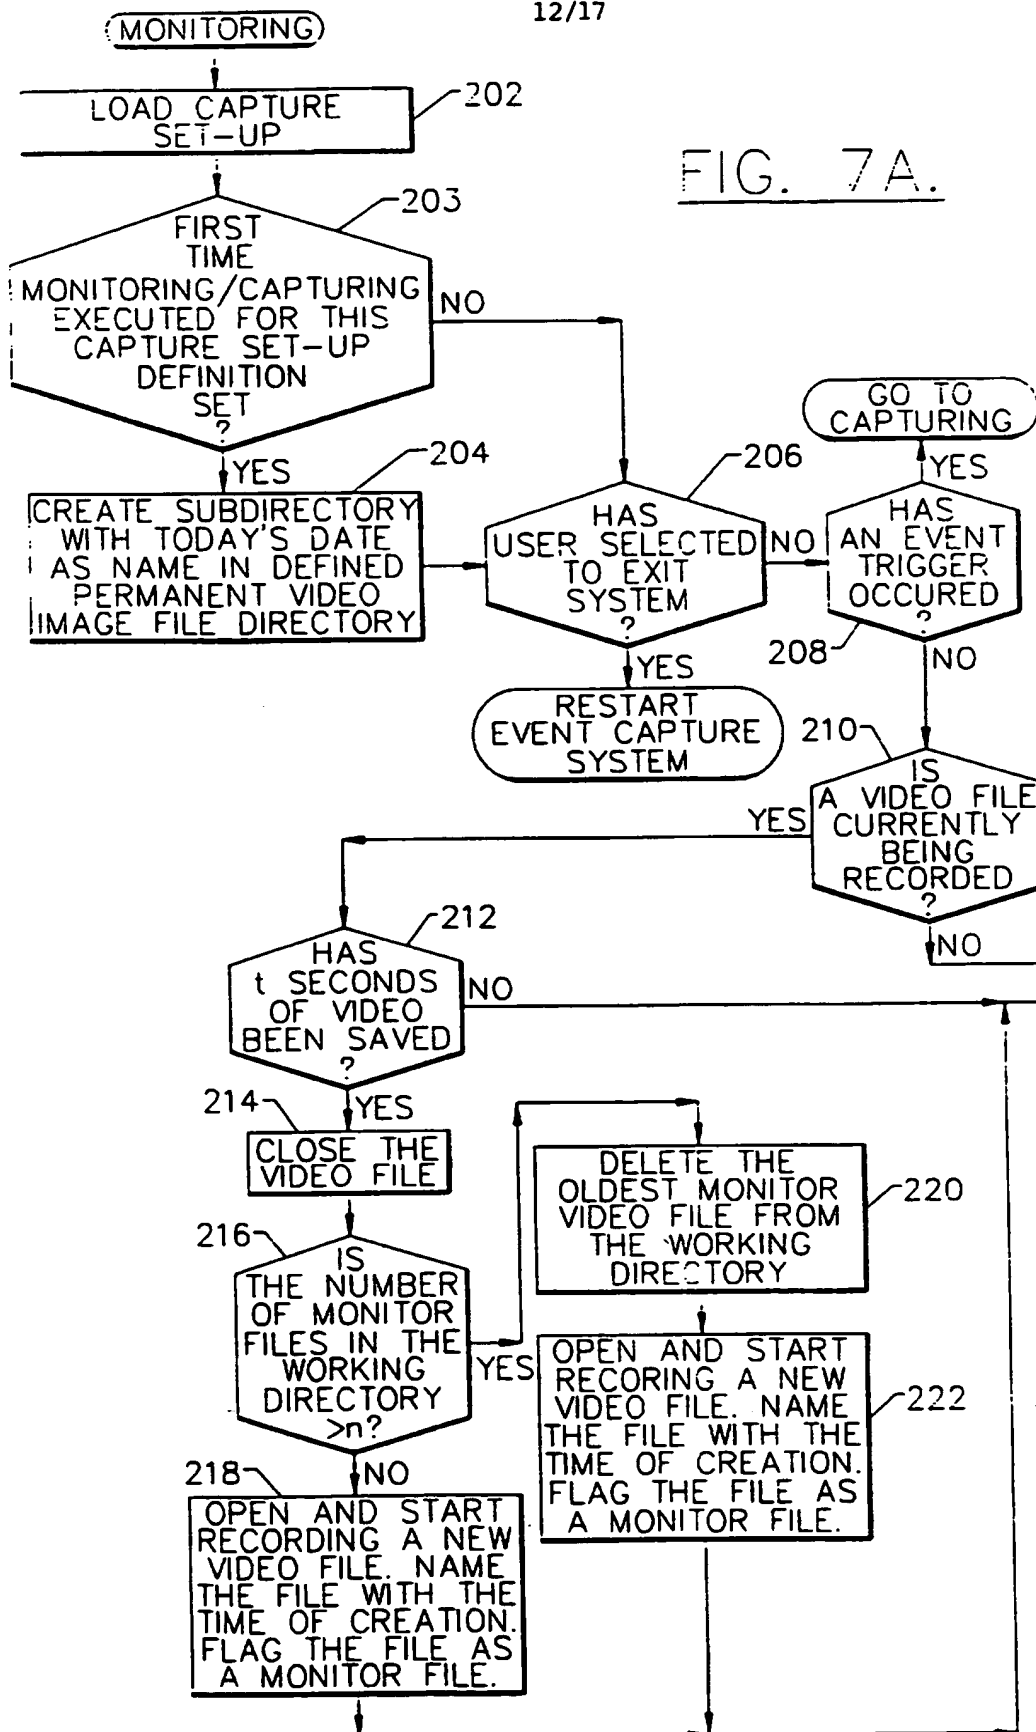 12/17
MONITORING
LOAD CAPTURE
SET-UP
202
FIG. 7A.
203
FIRST
TIME
MONITORING/CAPTURING
EXECUTED FOR THIS
CAPTURE SET-UP
DEFINITION
SET
?
NO
YES
204
CREATE SUBDIRECTORY
WITH TODAY'S DATE
AS NAME IN DEFINED
PERMANENT VIDEO
IMAGE FILE DIRECTORY
206
HAS
USER SELECTED
TO EXIT
SYSTEM
?
NO
YES
RESTART
EVENT CAPTURE
SYSTEM
GO TO
CAPTURING
YES
HAS
AN EVENT
TRIGGER
OCCURED
?
208
NO
210
IS
A VIDEO FILE
CURRENTLY
BEING
RECORDED
?
YES
NO
212
HAS
t SECONDS
OF VIDEO
BEEN SAVED
?
NO
YES
214
CLOSE THE
VIDEO FILE
216
IS
THE NUMBER
OF MONITOR
FILES IN THE
WORKING
DIRECTORY
>n?
YES
NO
DELETE THE
OLDEST MONITOR
VIDEO FILE FROM
THE WORKING
DIRECTORY
220
OPEN AND START
RECORING A NEW
VIDEO FILE. NAME
THE FILE WITH THE
TIME OF CREATION.
FLAG THE FILE AS
A MONITOR FILE.
222
218
OPEN AND START
RECORDING A NEW
VIDEO FILE. NAME
THE FILE WITH THE
TIME OF CREATION.
FLAG THE FILE AS
A MONITOR FILE.